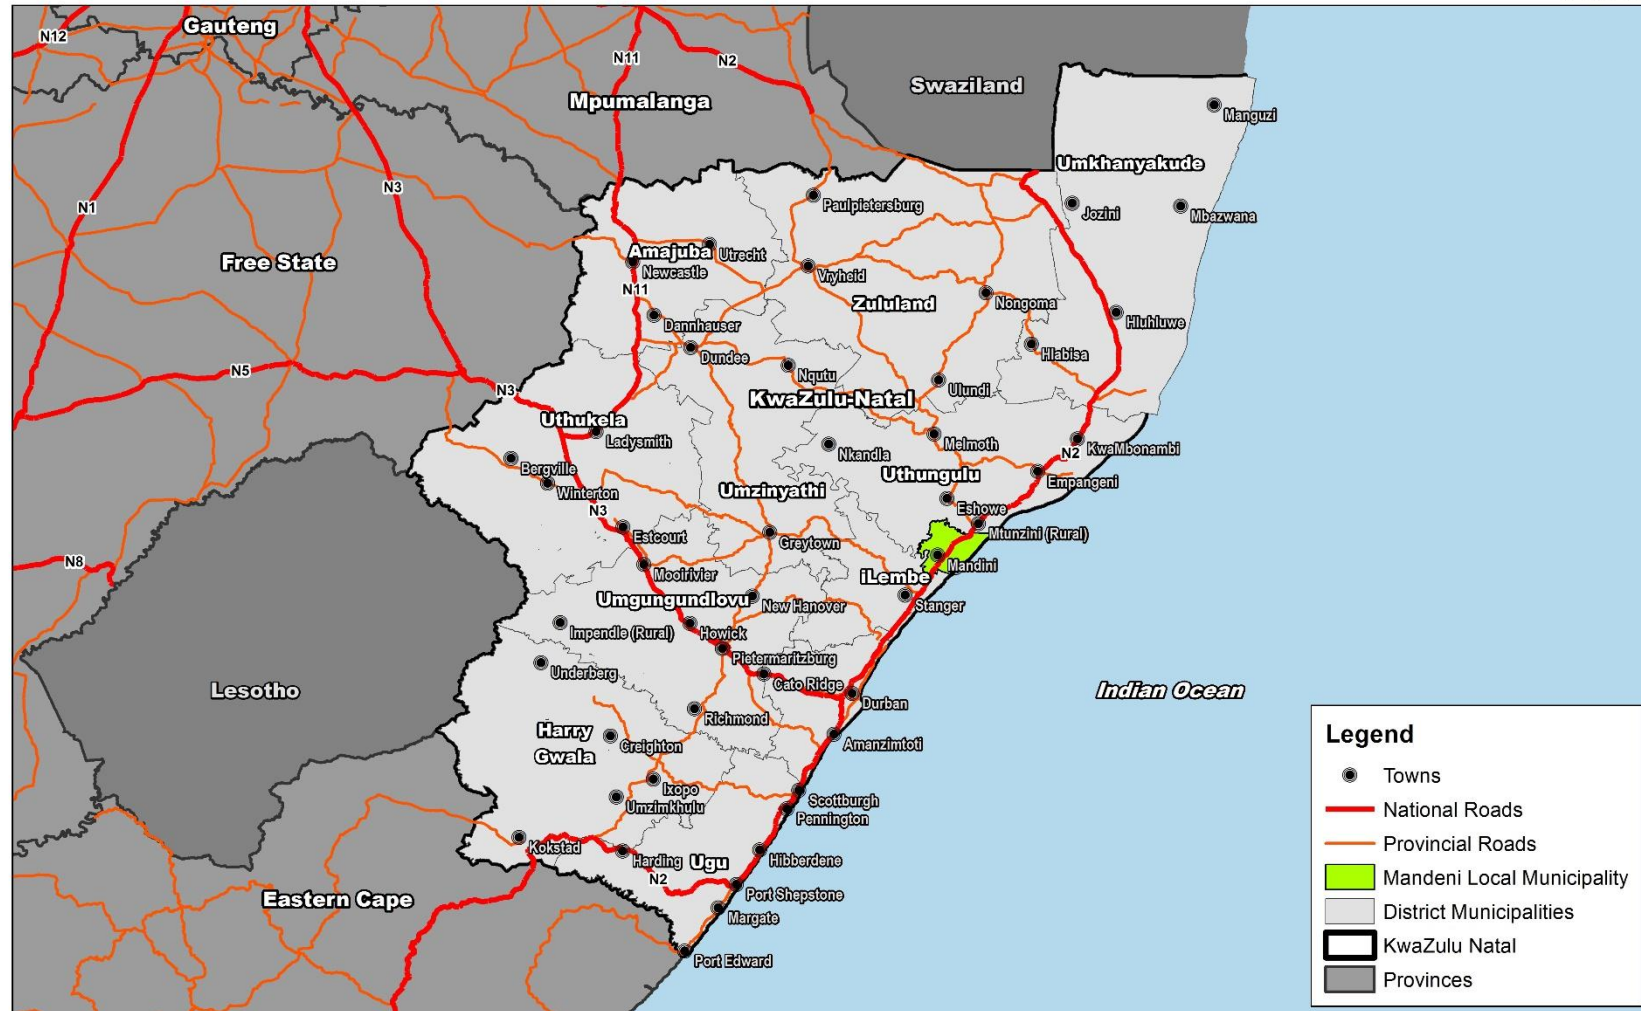 Gauteng
N12
N11
N2
Swaziland
Mpumalanga
Manguzi
Umkhanyakude
N3
N1
Paulpietersburg
Jozini
Mbazwana
Free State
Amajuba
Utrecht
Newcastle
Vryheid
N11
Zululand
Nongoma
Dannhauser
Hluhluwe
Dundee
Hlabisa
Nqutu
N5
N3
Ulundi
KwaZulu-Natal
Uthukela
Ladysmith
Melmoth
KwaMbonambi
Nkandla
N2
Bergville
Uthungulu
Empangeni
Winterton
Umzinyathi
N3
Eshowe
Estcourt
Greytown
Mtunzini (Rural)
N8
Mooirivier
Mandini
iLembe
Umgungundlovu
New Hanover
Stanger
Impendle (Rural)
Howick
Pietermaritzburg
Underberg
Cato Ridge
Lesotho
Indian Ocean
Durban
Richmond
Harry
Gwala
Creighton
Amanzimtoti
Ixopo
Umzimkhulu
Scottburgh
Pennington
Kokstad
Harding
Ugu
Hibberdene
N2
Port Shepstone
Eastern Cape
Margate
Port Edward
Legend
Towns
National Roads
Provincial Roads
Mandeni Local Municipality
District Municipalities
KwaZulu Natal
Provinces